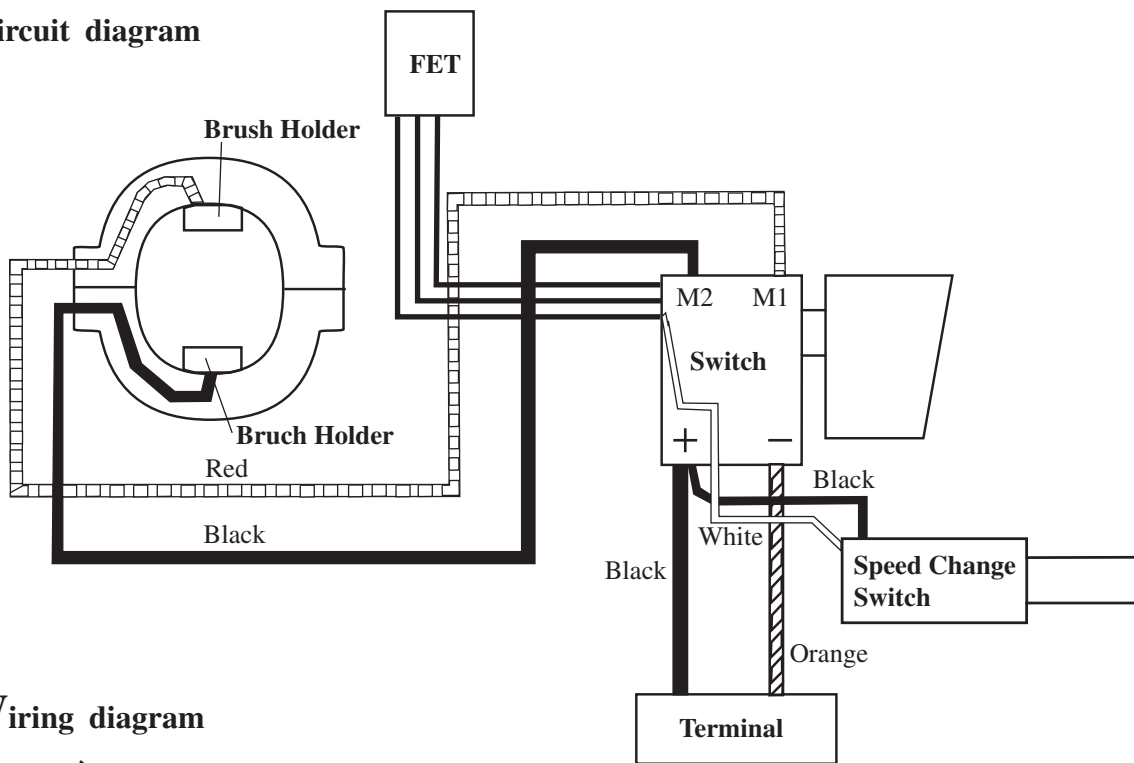 ircuit diagram
FET
Brush Holder
M2 M1
Switch
+ −
Bruch Holder
Red
Black
Black
White
Black
Speed Change
Switch
Orange
Terminal
iring diagram